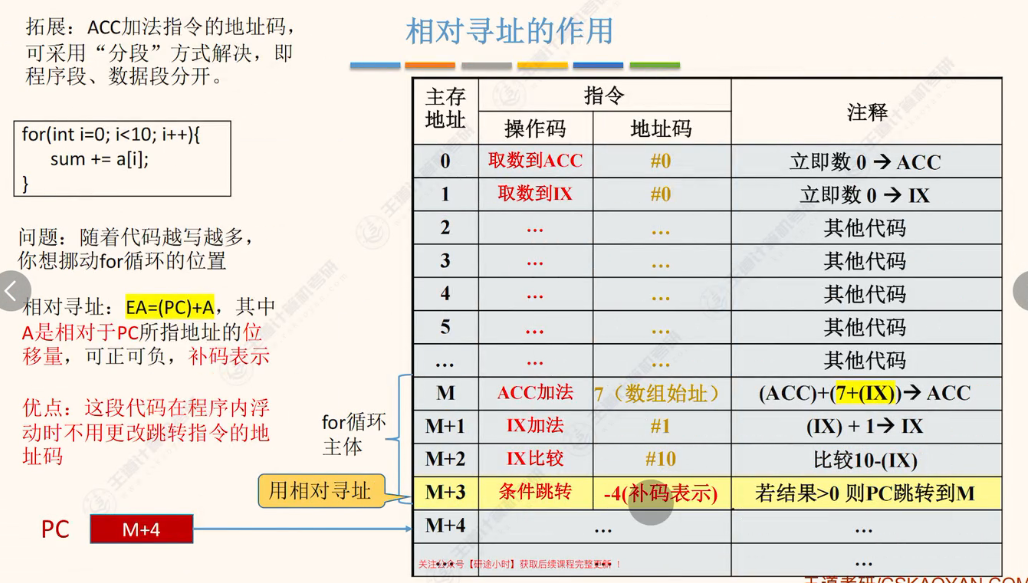 相对寻址的作用
拓展：ACC加法指令的地址码，
可采用“分段”方式解决，即
程序段、数据段分开。
for(int i=0; i<10; i++){
sum += a[i];
}
问题：随着代码越写越多，
你想挪动for循环的位置
相对寻址：EA=(PC)+A，其中
A是相对于PC所指地址的位
移量，可正可负，补码表示
优点：这段代码在程序内浮
动时不用更改跳转指令的地
址码
for循环
主体
用相对寻址
PC M+4
主存
地址
指令
注释
操作码 地址码
0 取数到ACC #0 立即数 0 → ACC
1 取数到IX #0 立即数 0 → IX
2 … … 其他代码
3 … … 其他代码
4 … … 其他代码
5 … … 其他代码
… … … 其他代码
M ACC加法 7（数组始址） (ACC)+(7+(IX))→ ACC
M+1 IX加法 #1 (IX) + 1→ IX
M+2 IX比较 #10 比较10-(IX)
M+3 条件跳转 -4(补码表示) 若结果>0 则PC跳转到M
M+4 … …
…
关注公众号【研途小时】获取后续课程完整更新 ！
王道考研/CSKAOYAN.COM